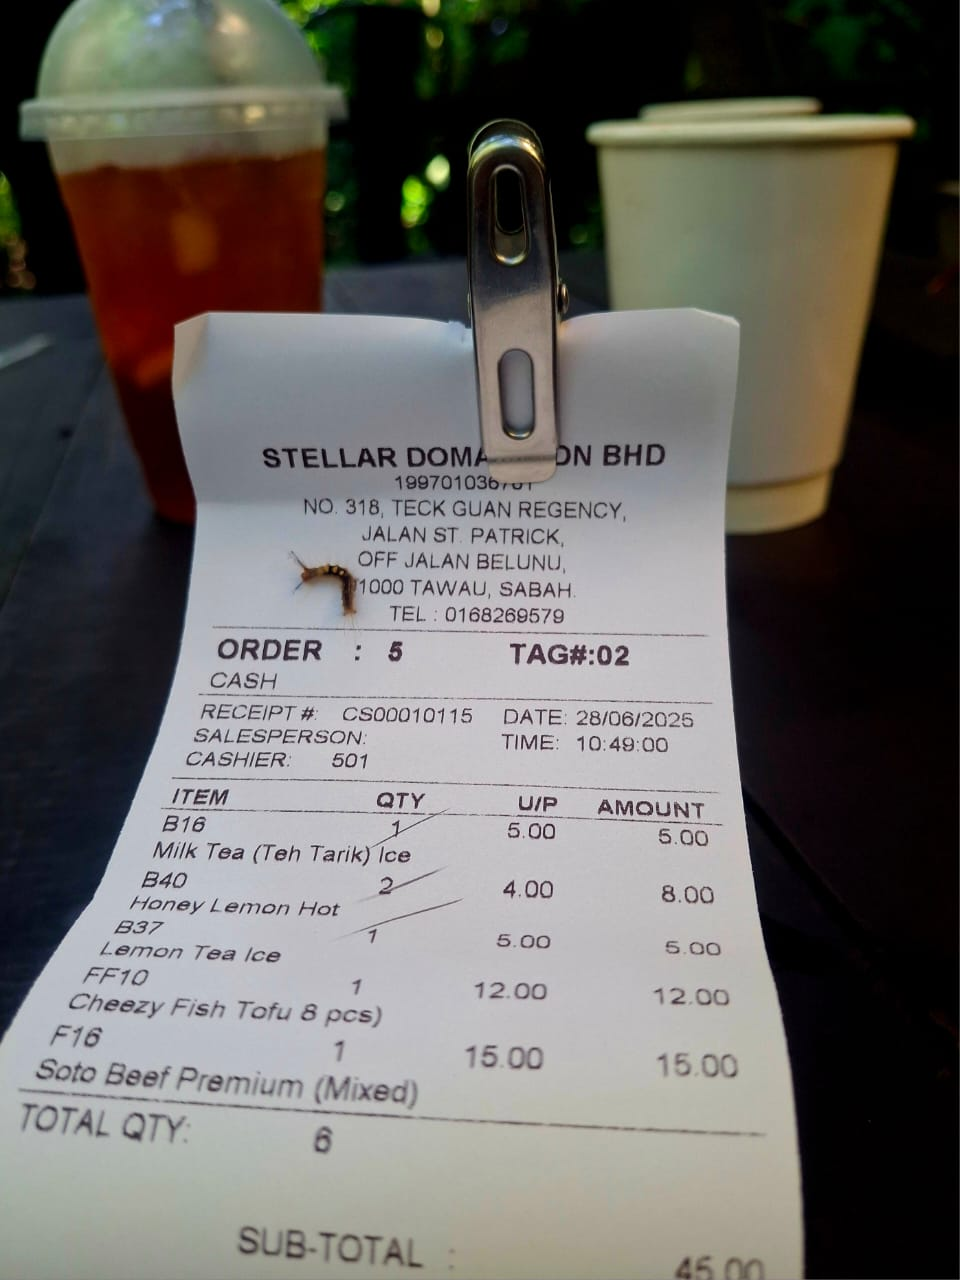 STELLAR DOMA ON BHD
NO. 318, TECK GUAN REGENCY,
JALAN ST. PATRICK,
OFF JALAN BELUNU,
1000 TAWAU, SABAH.
TEL : 0168269579
ORDER : 5 TAG#:02
CASH
RECEIPT #: CS00010115 DATE: 28/06/2025
SALESPERSON: TIME: 10:49:00
CASHIER: 501
ITEM QTY U/P AMOUNT
B16 1 5.00 5.00
Milk Tea (Teh Tarik) Ice
B40 2 4.00 8.00
Honey Lemon Hot
B37 1 5.00 5.00
Lemon Tea Ice
FF10 1 12.00 12.00
Cheezy Fish Tofu 8 pcs)
F16 1 15.00 15.00
Soto Beef Premium (Mixed)
TOTAL QTY: 6
SUB-TOTAL : 45.00